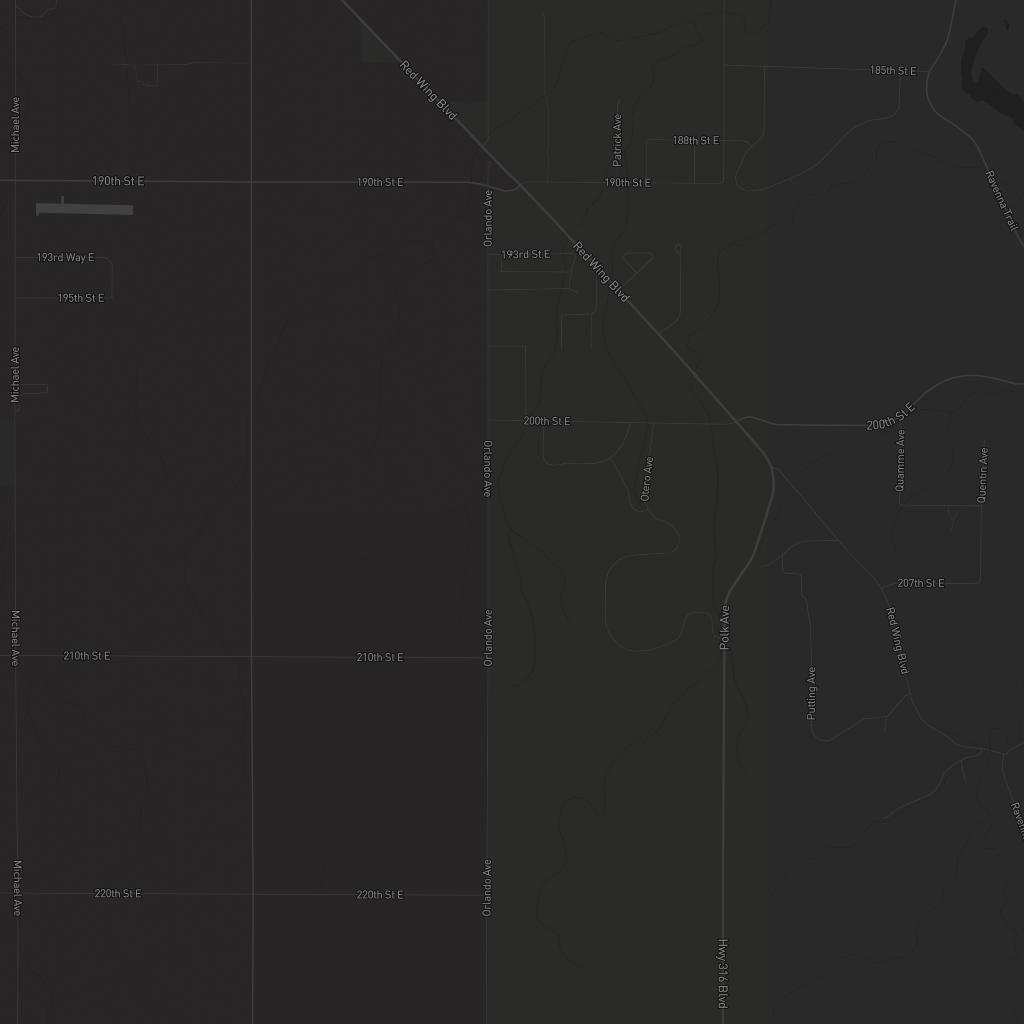 185th St E
Red Wing Blvd
Michael Ave
Patrick Ave
188th St E
190th St E
190th St E
190th St E
Ravenna Trail
Orlando Ave
193rd Way E
193rd St E
Red Wing Blvd
195th St E
Michael Ave
200th St E
200th St E
Orlando Ave
Otero Ave
Quamme Ave
Quentin Ave
207th St E
Michael Ave
Orlando Ave
Polk Ave
Red Wing Blvd
210th St E
210th St E
Putting Ave
Michael Ave
Orlando Ave
220th St E
220th St E
Hwy 316 Blvd